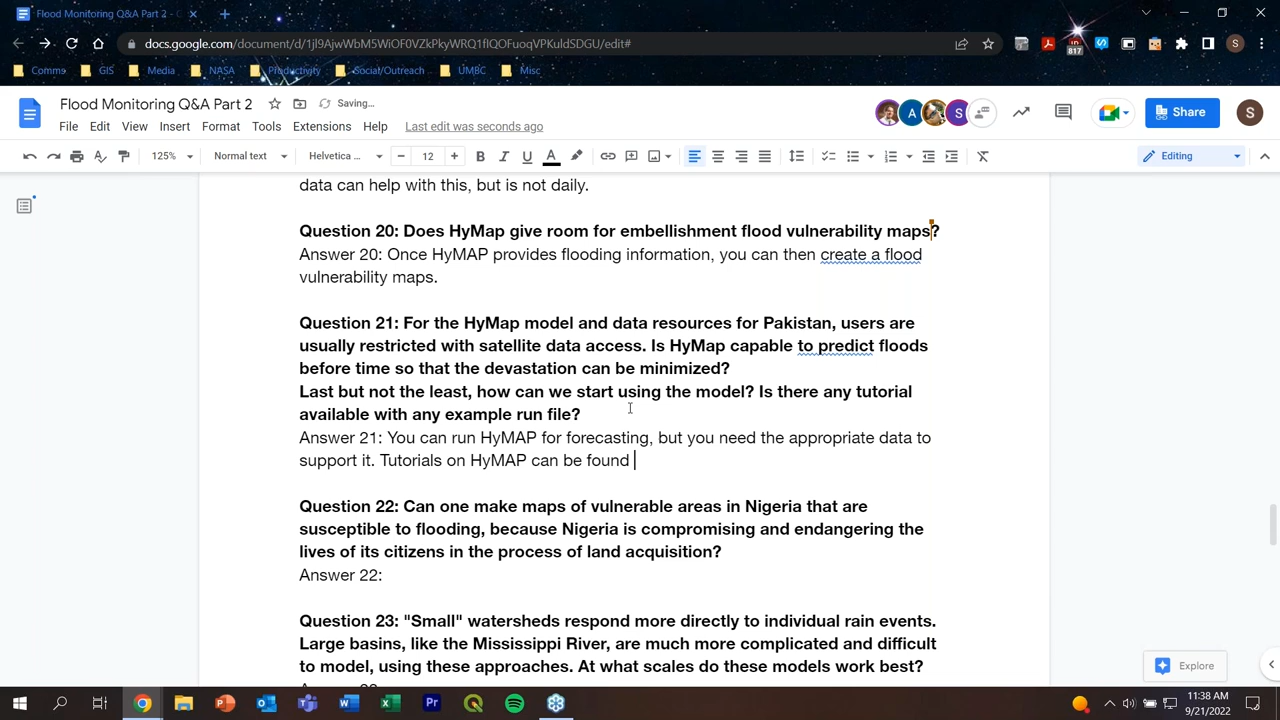 Flood Monitoring Q&A Part 2 - G
docs.google.com/document/d/1jl9AjwWbM5WiOF0VZkPkyWRQ1fIQOFuoqVPKuldSDGU/edit#
817
S
Comms
GIS
Media
NASA
Productivity
Social/Outreach
UMBC
Misc
Flood Monitoring Q&A Part 2
Saving…
A
S
Share
S
File Edit View Insert Format Tools Extensions Help Last edit was seconds ago
125% Normal text Helvetica ... 12 B I U A Editing
data can help with this, but is not daily.
Question 20: Does HyMap give room for embellishment flood vulnerability maps?
Answer 20: Once HyMAP provides flooding information, you can then create a flood
vulnerability maps.
Question 21: For the HyMap model and data resources for Pakistan, users are
usually restricted with satellite data access. Is HyMap capable to predict floods
before time so that the devastation can be minimized?
Last but not the least, how can we start using the model? Is there any tutorial
available with any example run file?
Answer 21: You can run HyMAP for forecasting, but you need the appropriate data to
support it. Tutorials on HyMAP can be found
Question 22: Can one make maps of vulnerable areas in Nigeria that are
susceptible to flooding, because Nigeria is compromising and endangering the
lives of its citizens in the process of land acquisition?
Answer 22:
Question 23: "Small" watersheds respond more directly to individual rain events.
Large basins, like the Mississippi River, are much more complicated and difficult
to model, using these approaches. At what scales do these models work best?
Explore
11:38 AM
9/21/2022